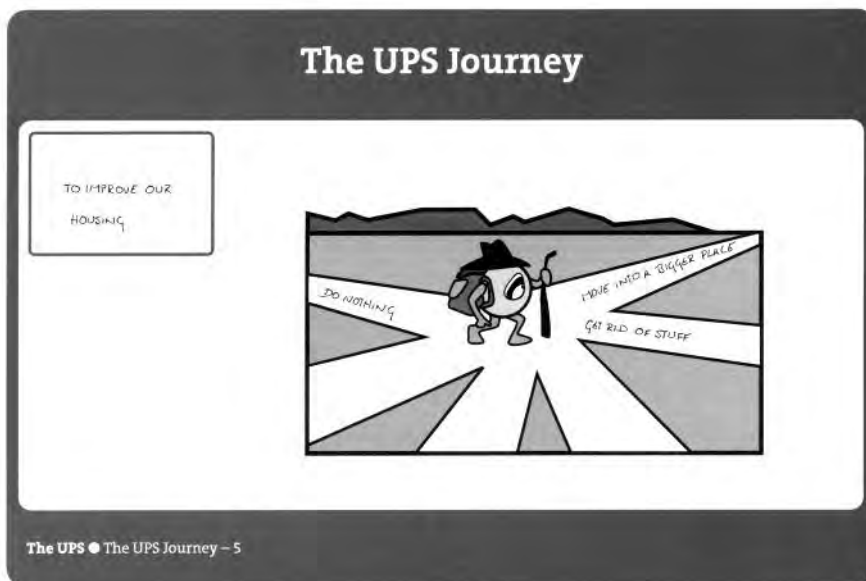 The UPS Journey
TO IMPROVE OUR
HOUSING
DO NOTHING
MOVE INTO A BIGGER PLACE
GET RID OF STUFF
The UPS ● The UPS Journey – 5